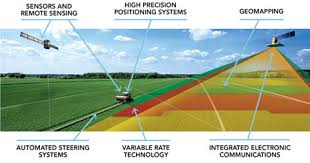 SENSORS AND
REMOTE SENSING
HIGH PRECISION
POSITIONING SYSTEMS
GEOMAPPING
AUTOMATED STEERING
SYSTEMS
VARIABLE RATE
TECHNOLOGY
INTEGRATED ELECTRONIC
COMMUNICATIONS